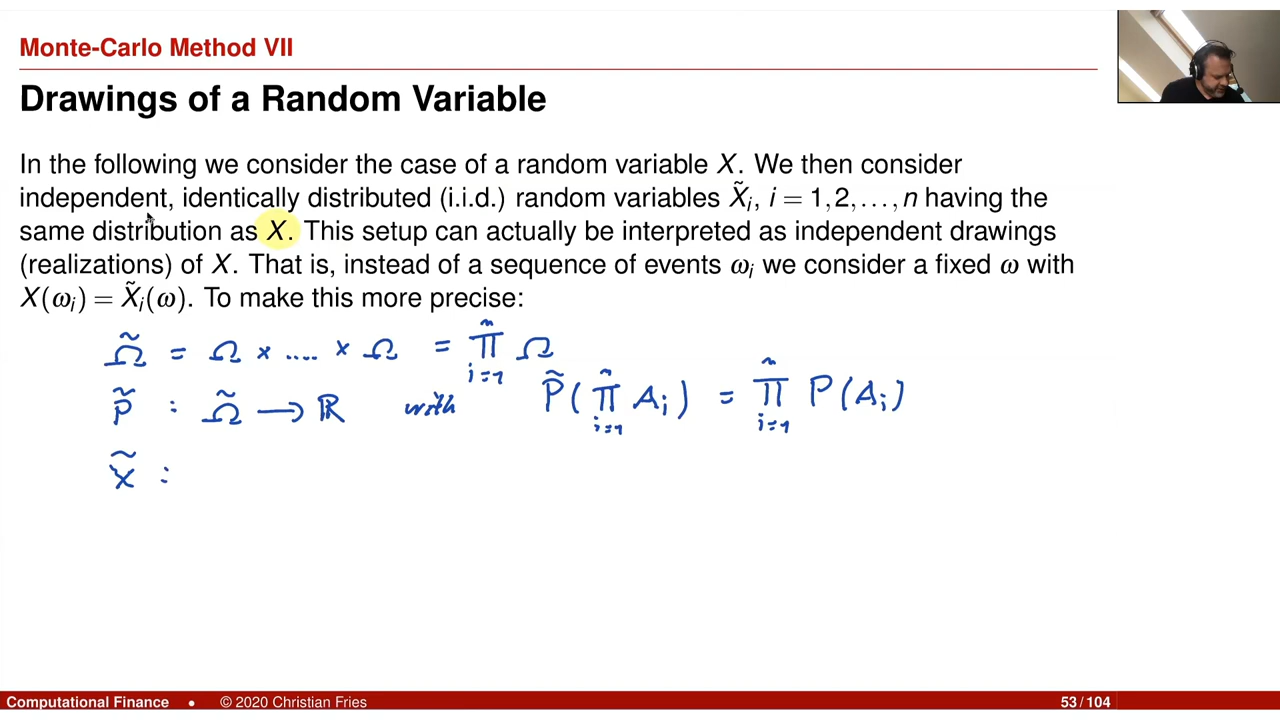 Monte-Carlo Method VII
Drawings of a Random Variable
In the following we consider the case of a random variable X. We then consider
independent, identically distributed (i.i.d.) random variables X̃ᵢ, i = 1,2,…,n having the
same distribution as X. This setup can actually be interpreted as independent drawings
(realizations) of X. That is, instead of a sequence of events ωᵢ we consider a fixed ω with
X(ωᵢ) = X̃ᵢ(ω). To make this more precise:
Ω̃ = Ω × .... × Ω = ∏ⁿᵢ₌₁ Ω
P̃ : Ω̃ → ℝ with P̃(∏ⁿᵢ₌₁ Aᵢ) = ∏ⁿᵢ₌₁ P(Aᵢ)
X̃ :
Computational Finance • © 2020 Christian Fries 53/104